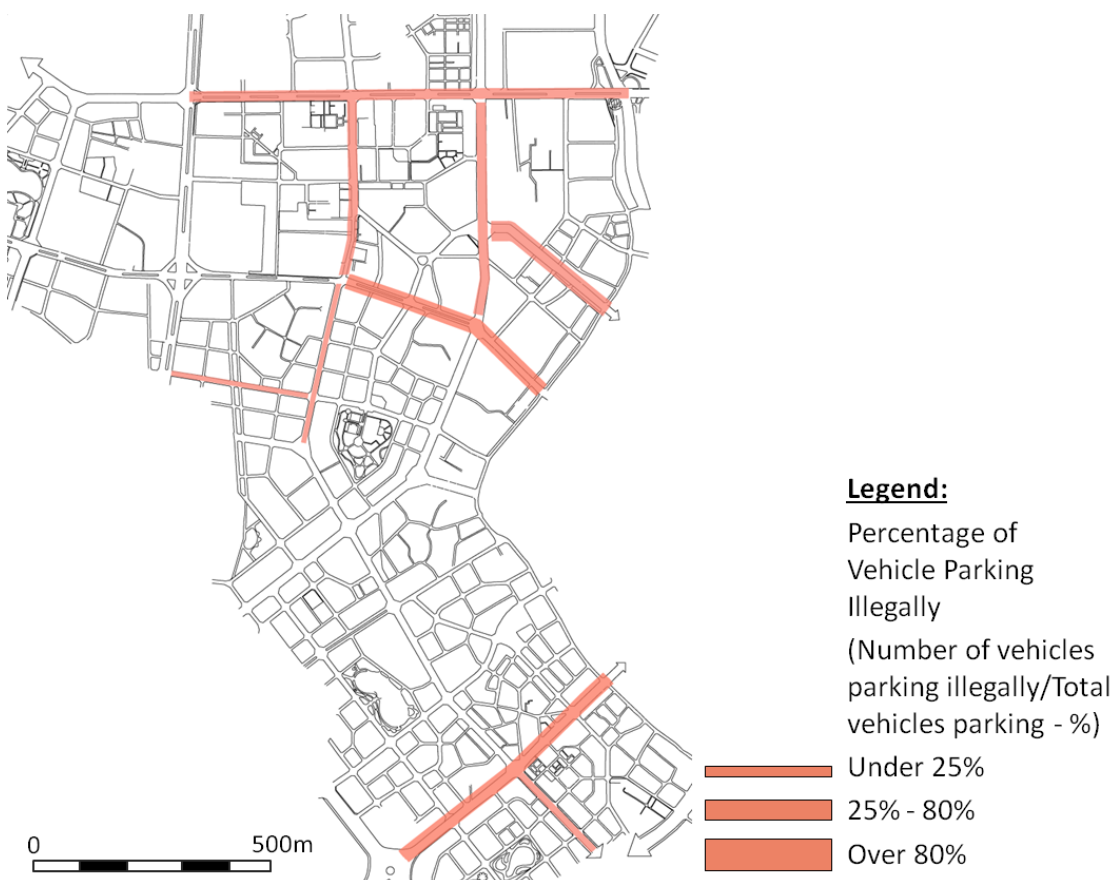 Legend:
Percentage of
Vehicle Parking
Illegally
(Number of vehicles
parking illegally/Total
vehicles parking - %)
Under 25%
25% - 80%
Over 80%
0
500m